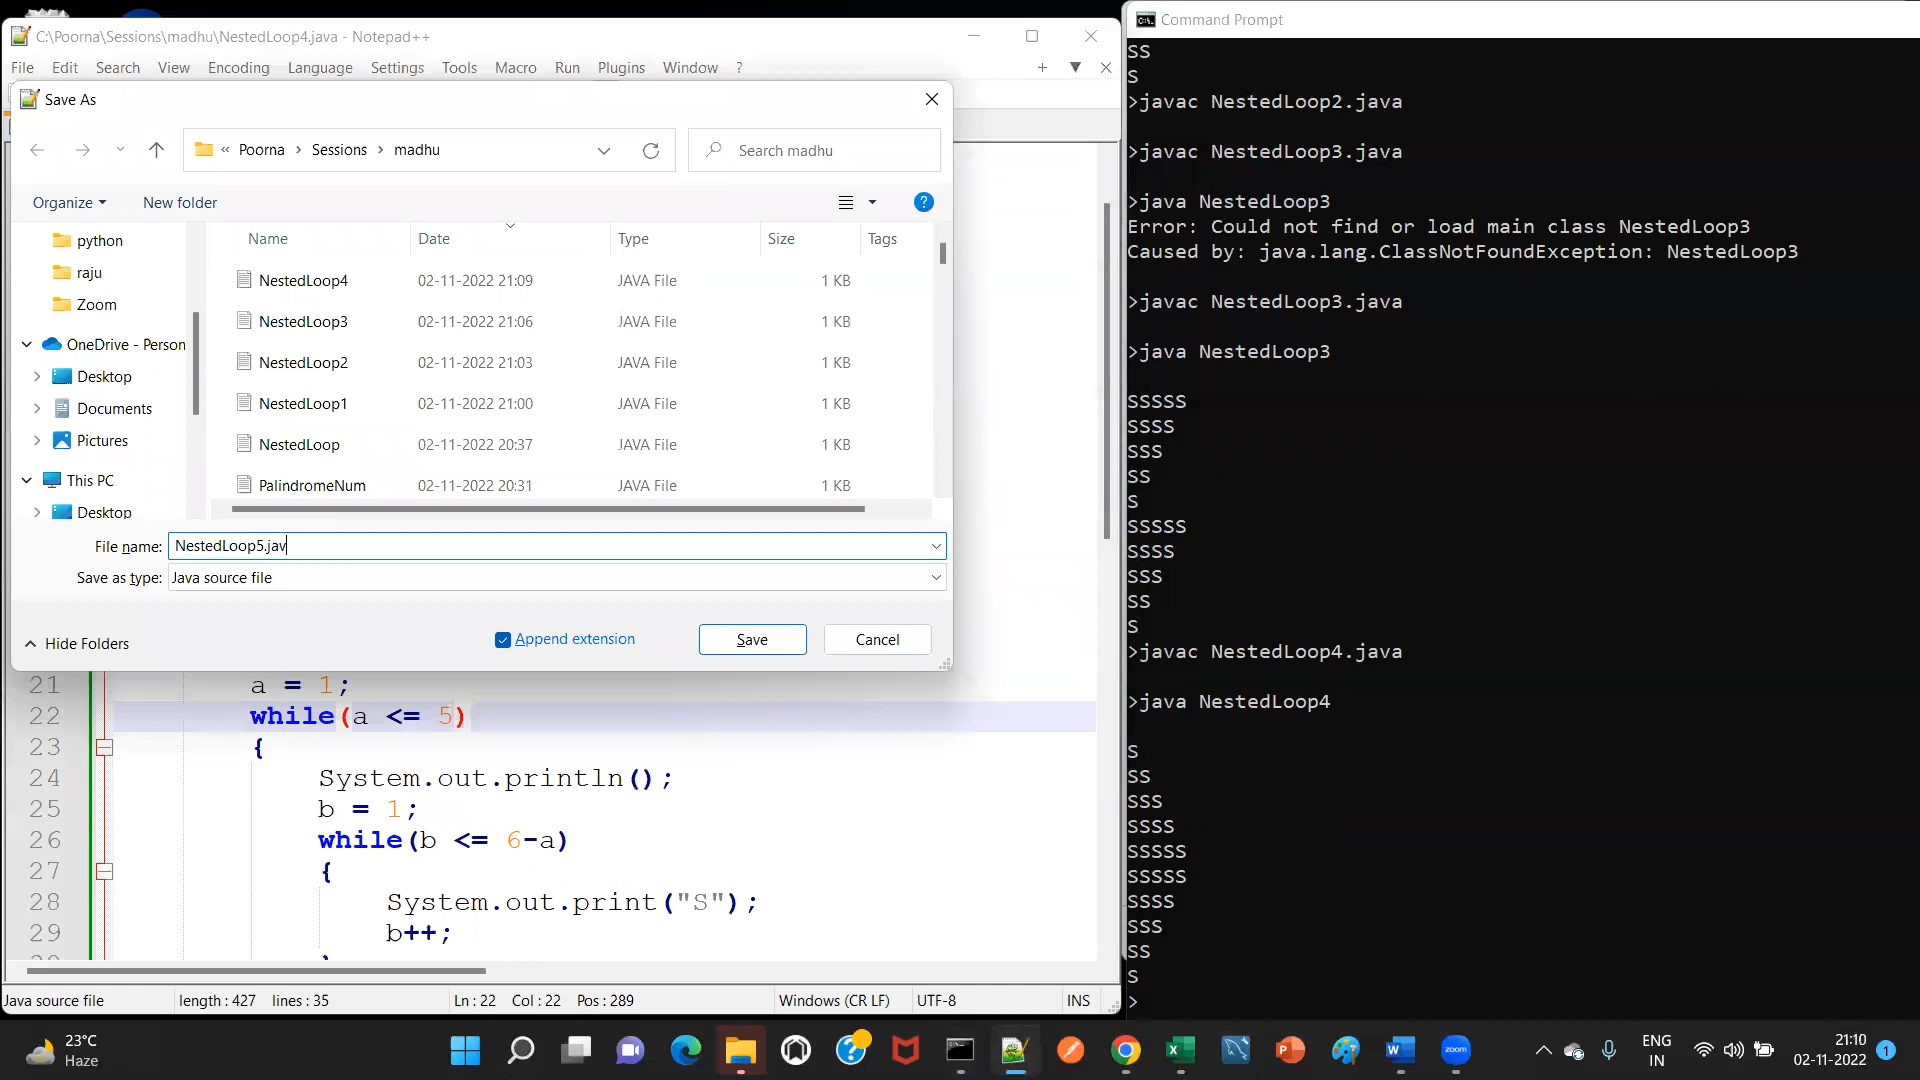 C:\Poorna\Sessions\madhu\NestedLoop4.java - Notepad++
File Edit Search View Encoding Language Settings Tools Macro Run Plugins Window ?
Save As
« Poorna > Sessions > madhu
Search madhu
Organize
New folder
python
raju
Zoom
OneDrive - Person
Desktop
Documents
Pictures
This PC
Desktop
Name Date Type Size Tags
NestedLoop4 02-11-2022 21:09 JAVA File 1 KB
NestedLoop3 02-11-2022 21:06 JAVA File 1 KB
NestedLoop2 02-11-2022 21:03 JAVA File 1 KB
NestedLoop1 02-11-2022 21:00 JAVA File 1 KB
NestedLoop 02-11-2022 20:37 JAVA File 1 KB
PalindromeNum 02-11-2022 20:31 JAVA File 1 KB
File name: NestedLoop5.jav
Save as type: Java source file
Hide Folders
Append extension
Save
Cancel
21 a = 1;
22 while(a <= 5)
23 {
24 System.out.println();
25 b = 1;
26 while(b <= 6-a)
27 {
28 System.out.print("S");
29 b++;
Java source file length : 427 lines : 35 Ln : 22 Col : 22 Pos : 289 Windows (CR LF) UTF-8 INS
Command Prompt
SS
S
>javac NestedLoop2.java
>javac NestedLoop3.java
>java NestedLoop3
Error: Could not find or load main class NestedLoop3
Caused by: java.lang.ClassNotFoundException: NestedLoop3
>javac NestedLoop3.java
>java NestedLoop3
SSSSS
SSSS
SSS
SS
S
SSSSS
SSSS
SSS
SS
S
>javac NestedLoop4.java
>java NestedLoop4
S
SS
SSS
SSSS
SSSSS
SSSSS
SSSS
SSS
SS
S
>
23°C
Haze
zoom
ENG
IN
21:10
02-11-2022
1